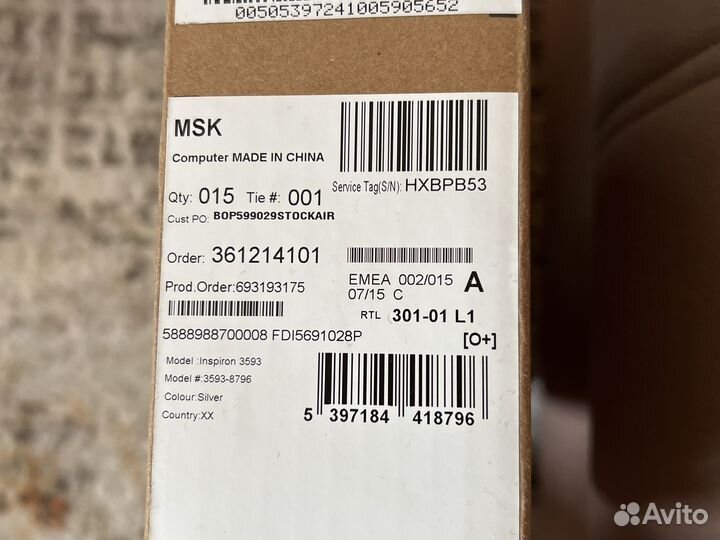 00505397241005905652
MSK
Computer MADE IN CHINA
Service Tag(S/N): HXBPB53
Qty: 015 Tie #: 001
Cust PO: BOP599029STOCKAIR
Order: 361214101
EMEA 002/015 A
Prod.Order:693193175
07/15 C
RTL 301-01 L1
5888988700008 FDI5691028P
[O+]
Model :Inspiron 3593
Model #:3593-8796
Colour:Silver
Country:XX
5 397184 418796
Avito